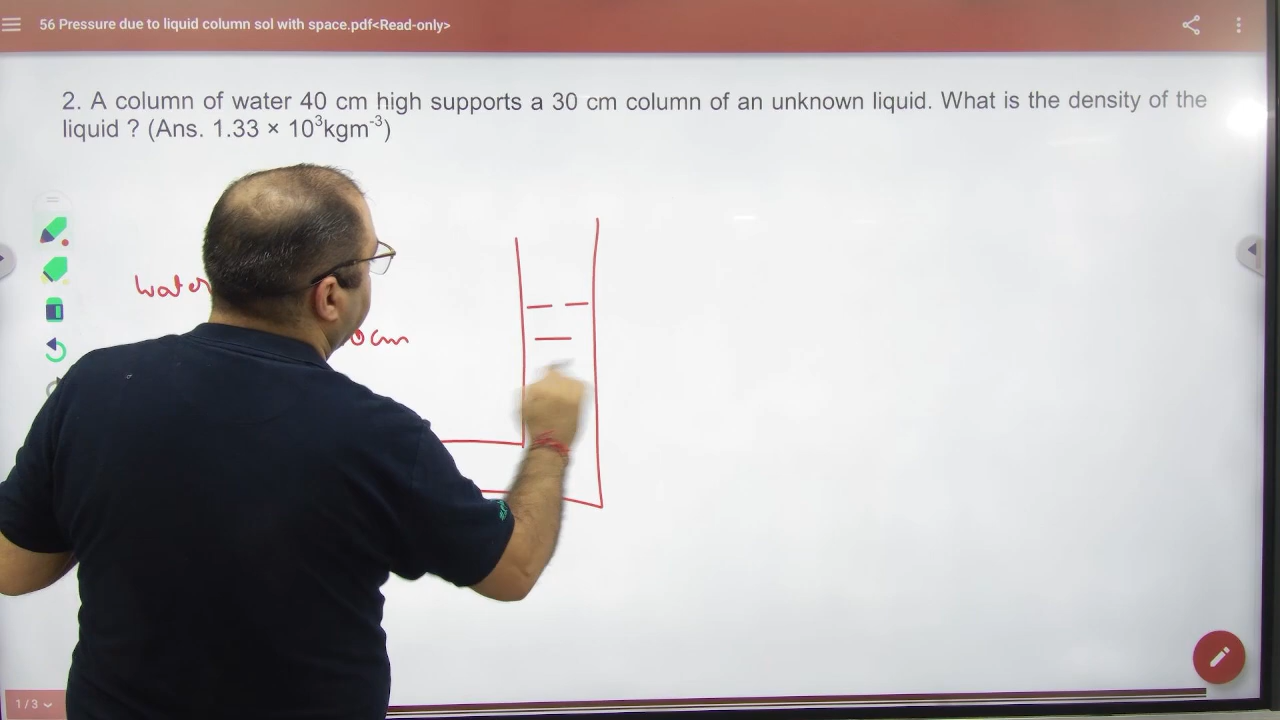 56 Pressure due to liquid column sol with space.pdf<Read-only>
2. A column of water 40 cm high supports a 30 cm column of an unknown liquid. What is the density of the
liquid ? (Ans. 1.33 × 10³kgm⁻³)
water
0 cm
1 / 3